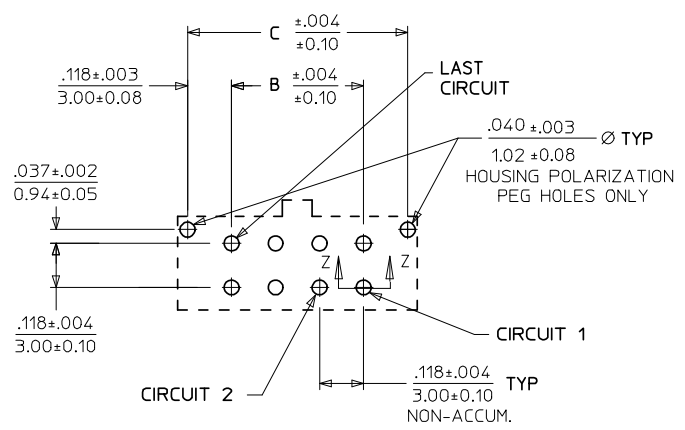 C ±.004
±0.10
.118±.003
3.00±0.08
B ±.004
±0.10
LAST
CIRCUIT
.040 ±.003
1.02 ±0.08
Ø TYP
HOUSING POLARIZATION
PEG HOLES ONLY
.037±.002
0.94±0.05
Z Z
.118±.004
3.00±0.10
CIRCUIT 1
CIRCUIT 2
.118±.004
3.00±0.10
TYP
NON-ACCUM.